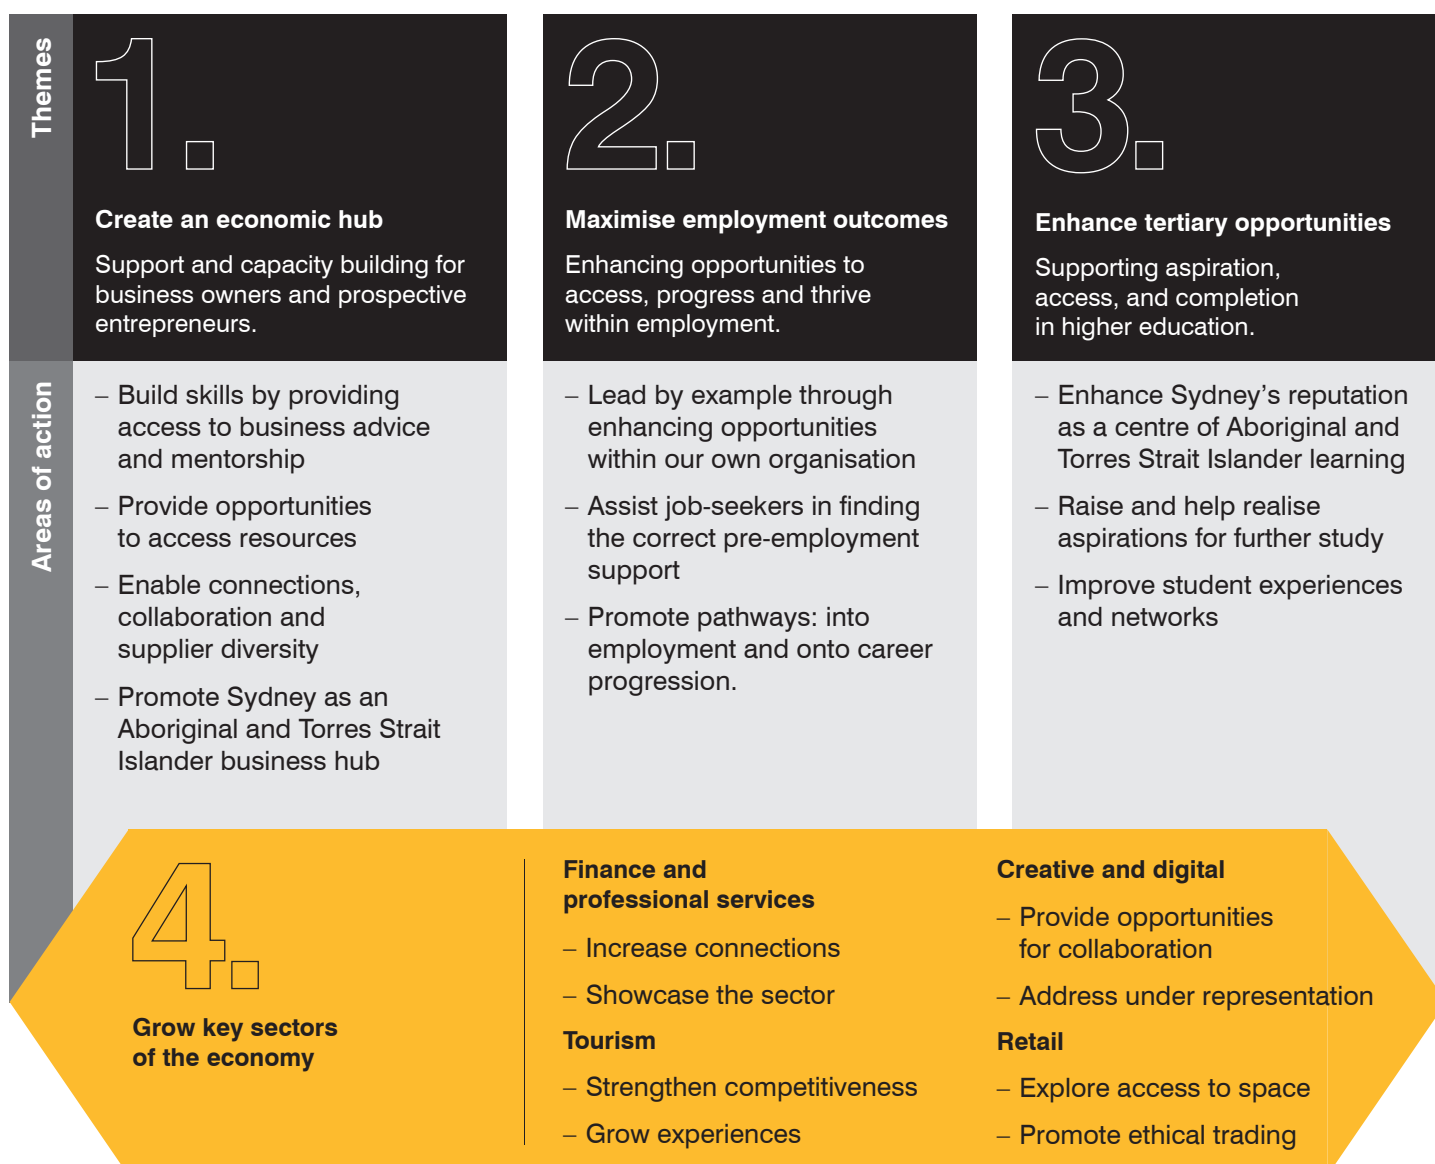 Themes
1.
Create an economic hub
Support and capacity building for
business owners and prospective
entrepreneurs.
2.
Maximise employment outcomes
Enhancing opportunities to
access, progress and thrive
within employment.
3.
Enhance tertiary opportunities
Supporting aspiration,
access, and completion
in higher education.
Areas of action
– Build skills by providing
access to business advice
and mentorship
– Provide opportunities
to access resources
– Enable connections,
collaboration and
supplier diversity
– Promote Sydney as an
Aboriginal and Torres Strait
Islander business hub
– Lead by example through
enhancing opportunities
within our own organisation
– Assist job-seekers in finding
the correct pre-employment
support
– Promote pathways: into
employment and onto career
progression.
– Enhance Sydney’s reputation
as a centre of Aboriginal and
Torres Strait Islander learning
– Raise and help realise
aspirations for further study
– Improve student experiences
and networks
4.
Grow key sectors
of the economy
Finance and
professional services
– Increase connections
– Showcase the sector
Tourism
– Strengthen competitiveness
– Grow experiences
Creative and digital
– Provide opportunities
for collaboration
– Address under representation
Retail
– Explore access to space
– Promote ethical trading